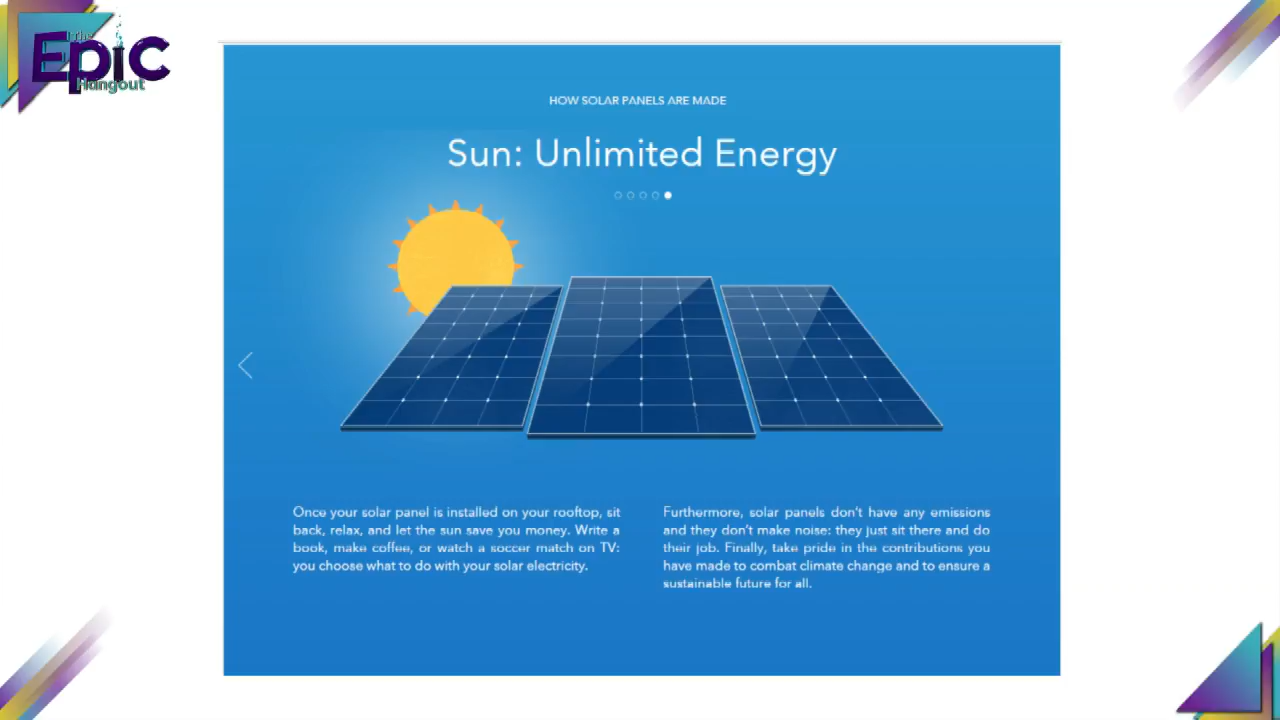 The
Epic
Hangout
HOW SOLAR PANELS ARE MADE
Sun: Unlimited Energy
Once your solar panel is installed on your rooftop, sit
back, relax, and let the sun save you money. Write a
book, make coffee, or watch a soccer match on TV:
you choose what to do with your solar electricity.
Furthermore, solar panels don't have any emissions
and they don't make noise: they just sit there and do
their job. Finally, take pride in the contributions you
have made to combat climate change and to ensure a
sustainable future for all.